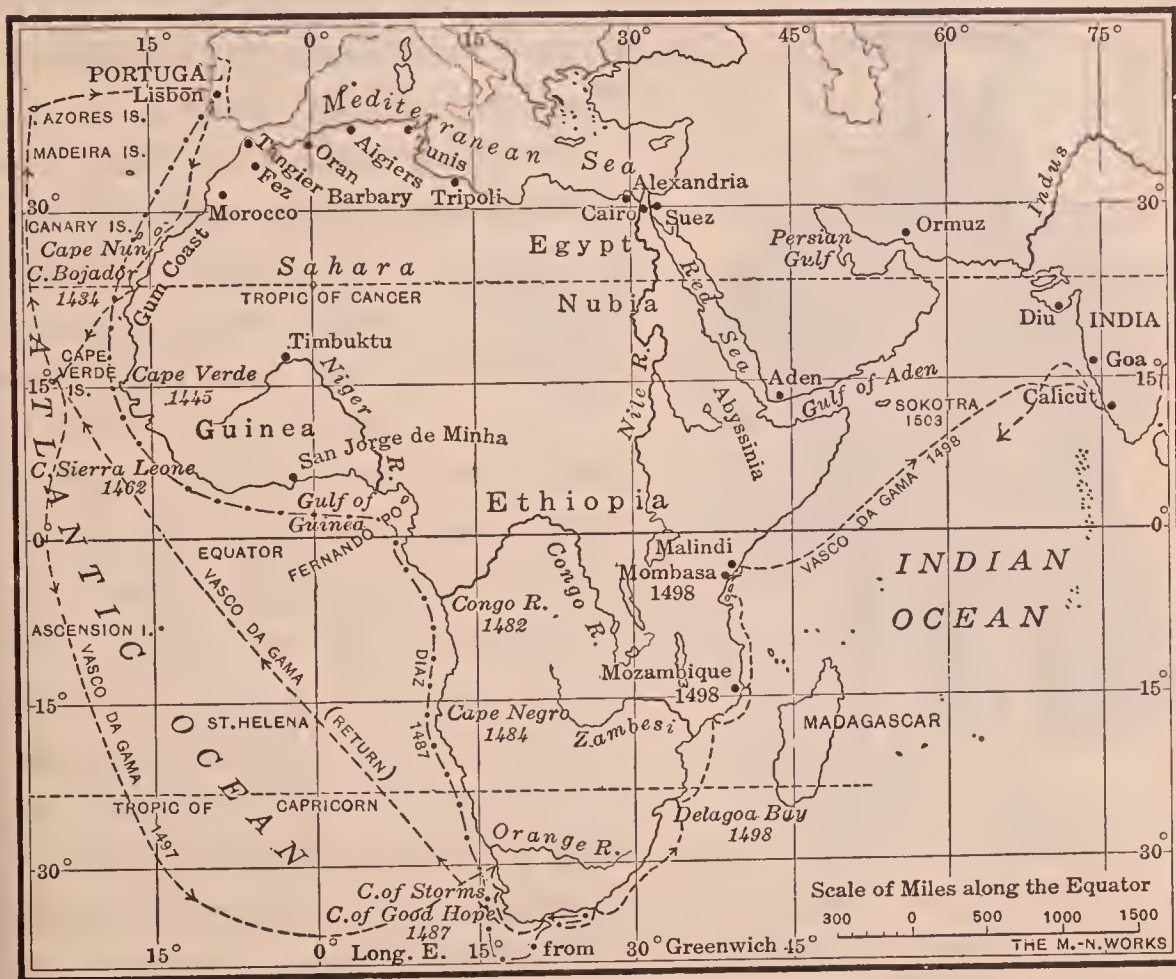 15°
0°
15
30°
45°
60°
75°
PORTUGAL
Lisbon
AZORES IS.
MADEIRA IS.
Mediterranean
Sea
Tangier
Fez
Oran
Algiers
Tunis
Barbary
Tripoli
Morocco
Alexandria
Cairo
Suez
Indus
30°
30°
CANARY IS.
Cape Nun
C. Bojador
1434
Gum Coast
Sahara
Egypt
Persian
Gulf
Ormuz
TROPIC OF CANCER
Nubia
Red
Sea
Diu
INDIA
Timbuktu
Goa
CAPE
VERDE
IS.
15°
Cape Verde
1445
Niger
R.
Nile R.
Aden
Gulf of Aden
15°
Calicut
SOKOTRA
1503
Abyssinia
Guinea
San Jorge de Minha
C. Sierra Leone
1462
Gulf of
Guinea
FERNANDO PO
Ethiopia
VASCO DA GAMA 1498
0°
0°
EQUATOR
Malindi
Mombasa
1498
INDIAN
OCEAN
Congo R.
1482
Congo
R.
ASCENSION I.
ATLANTIC
OCEAN
VASCO DA GAMA
1497
VASCO DA GAMA
(RETURN)
DIAZ
1487
Mozambique
1498
15°
15°
ST. HELENA
Cape Negro
1484
Zambesi
MADAGASCAR
TROPIC OF CAPRICORN
Delagoa Bay
1498
Orange R.
30°
30°
C. of Storms
C. of Good Hope
1487
Scale of Miles along the Equator
300 0 500 1000 1500
15°
0°
Long. E.
15°
from
30°
Greenwich
45°
THE M.-N. WORKS